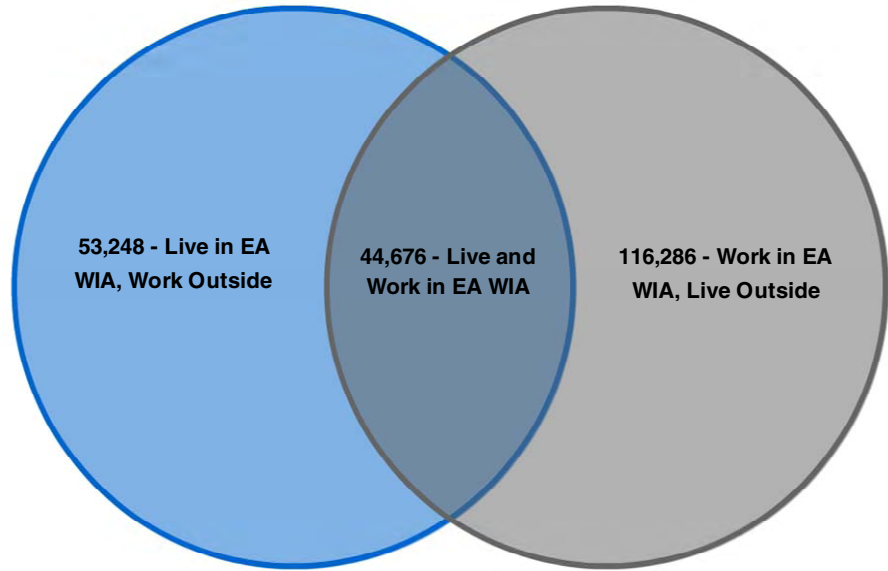 53,248 - Live in EA
WIA, Work Outside
44,676 - Live and
Work in EA WIA
116,286 - Work in EA
WIA, Live Outside